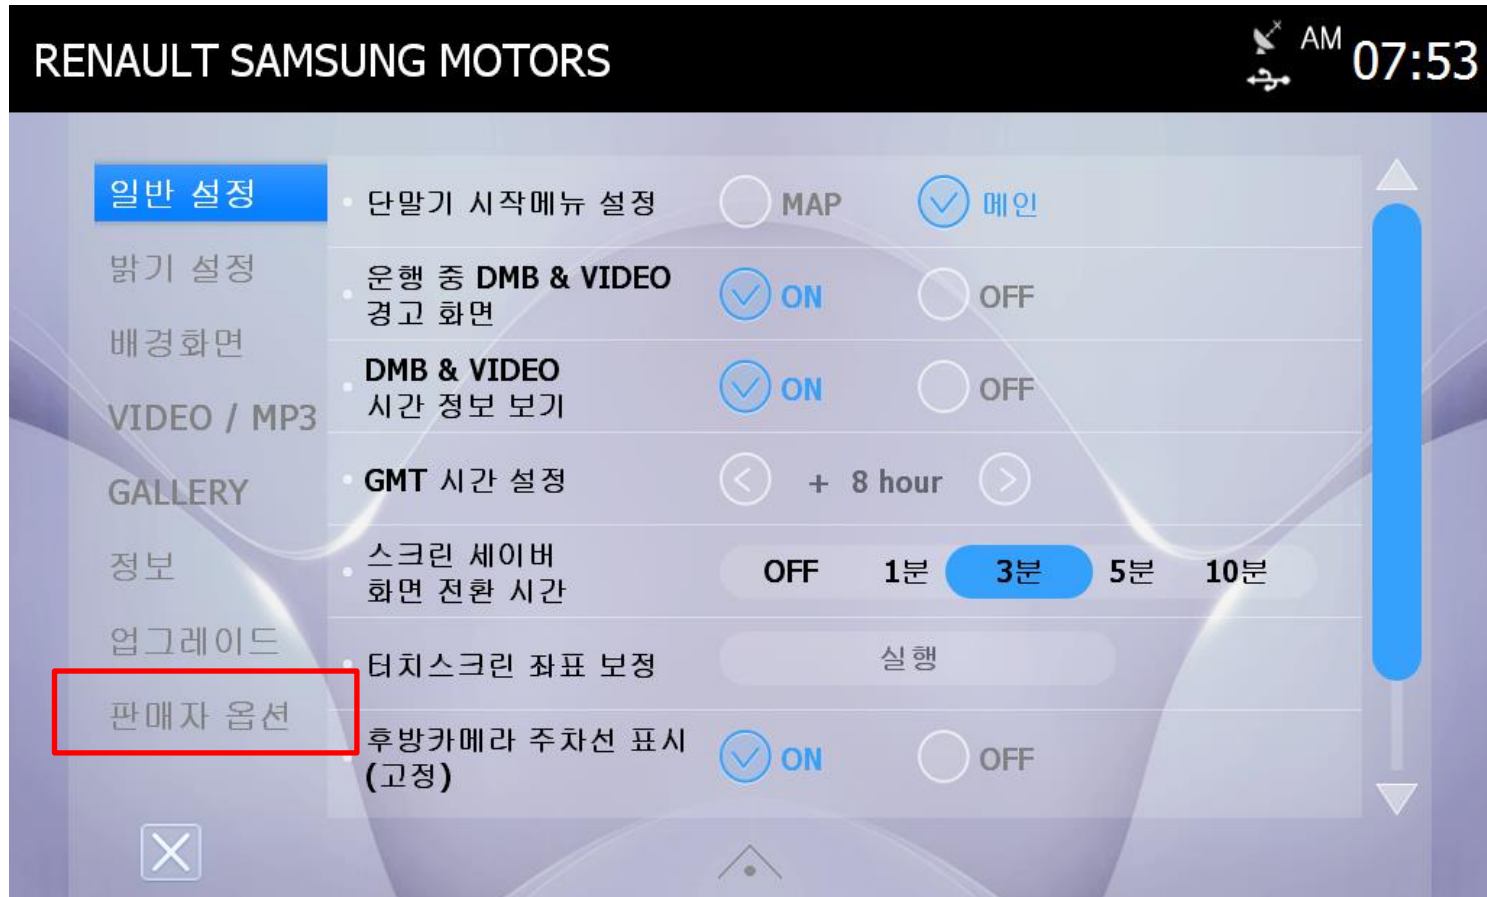 RENAULT SAMSUNG MOTORS
AM 07:53
일반 설정
밝기 설정
배경화면
VIDEO / MP3
GALLERY
정보
업그레이드
판매자 옵션
단말기 시작메뉴 설정 MAP 메인
운행 중 DMB & VIDEO
경고 화면
ON OFF
DMB & VIDEO
시간 정보 보기
ON OFF
GMT 시간 설정 + 8 hour
스크린 세이버
화면 전환 시간
OFF 1분 3분 5분 10분
터치스크린 좌표 보정 실행
후방카메라 주차선 표시
(고정)
ON OFF